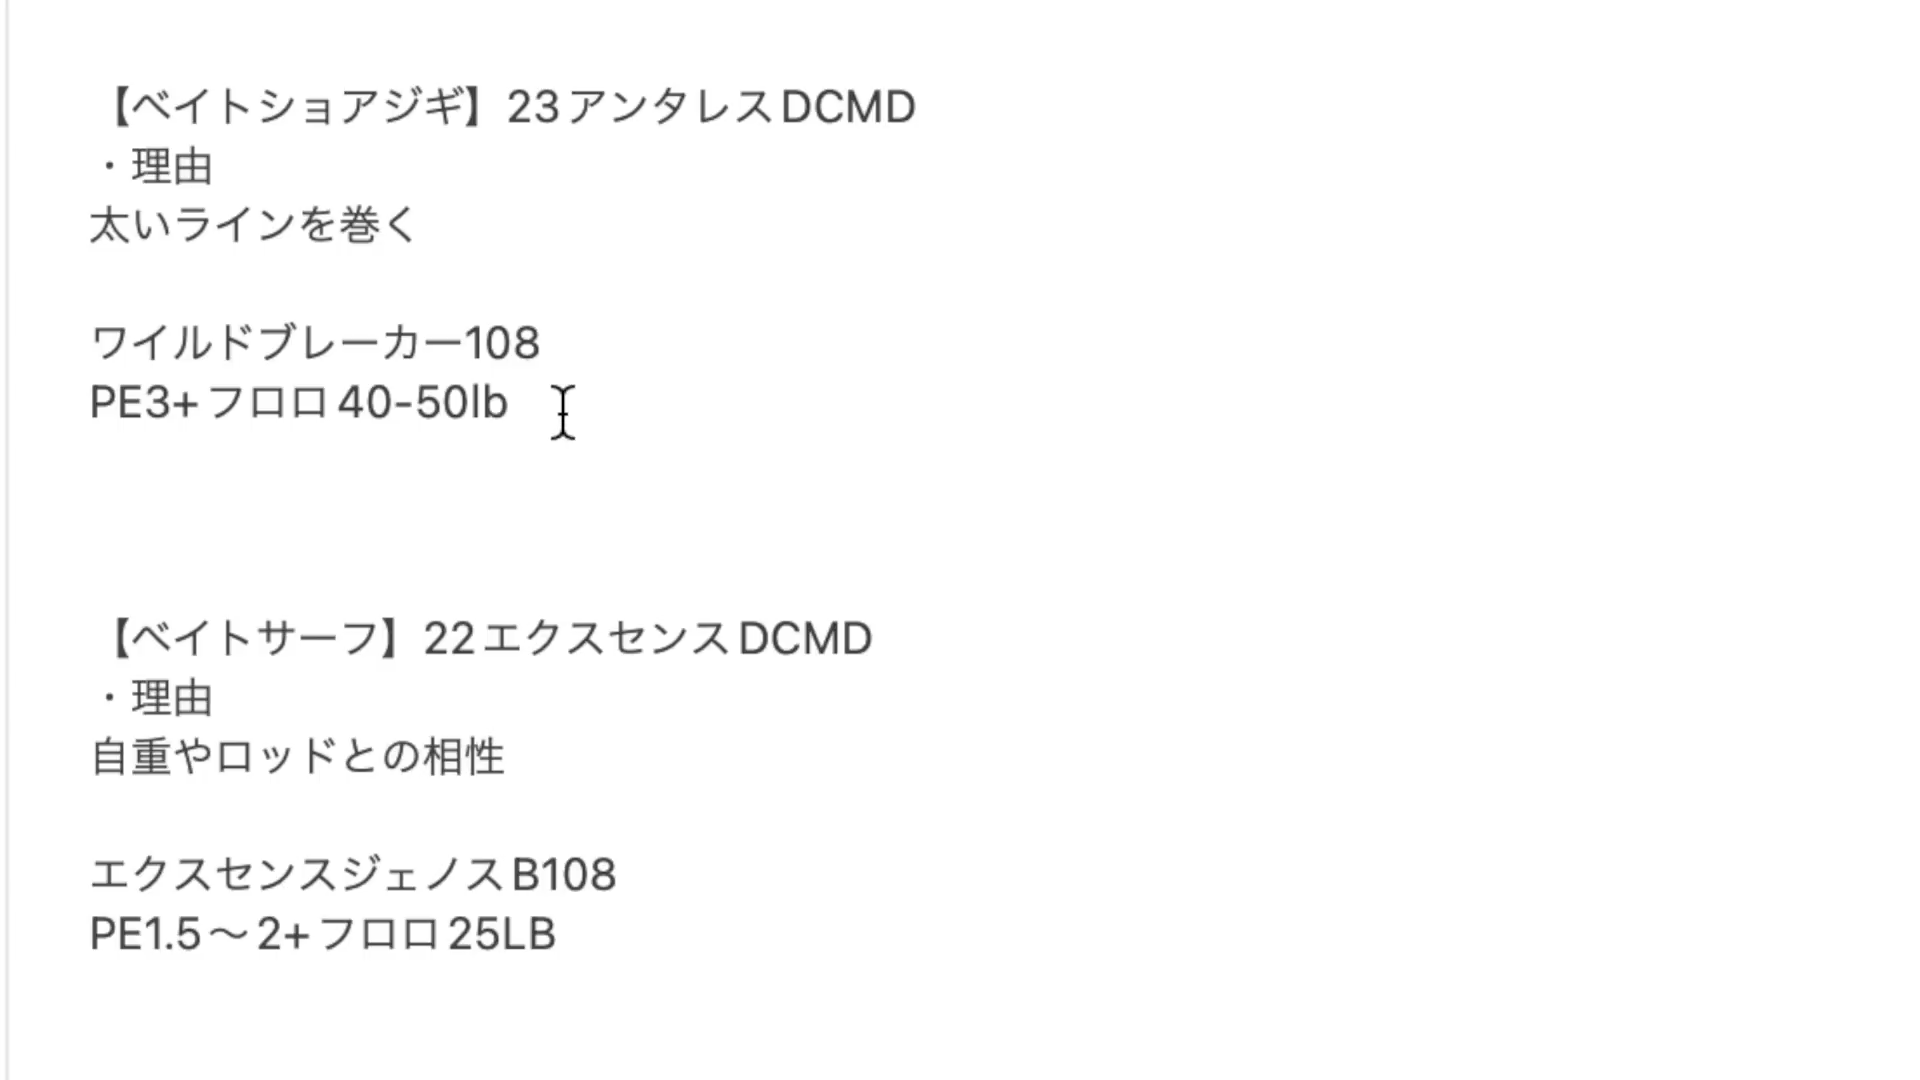 【ベイトショアジギ】23アンタレスDCMD
・理由
太いラインを巻く
ワイルドブレーカー108
PE3+フロロ40-50lb
【ベイトサーフ】22エクスセンスDCMD
・理由
自重やロッドとの相性
エクスセンスジェノスB108
PE1.5〜2+フロロ25LB